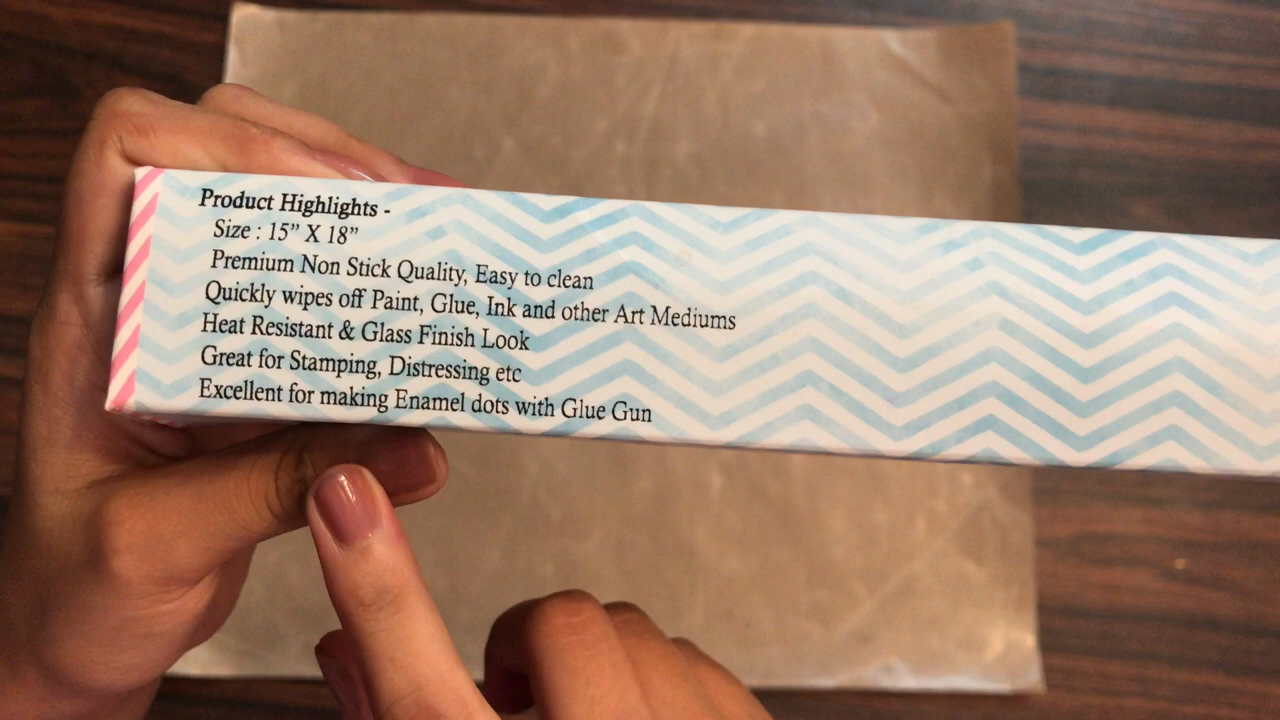 Product Highlights -
Size : 15” X 18”
Premium Non Stick Quality, Easy to clean
Quickly wipes off Paint, Glue, Ink and other Art Mediums
Heat Resistant & Glass Finish Look
Great for Stamping, Distressing etc
Excellent for making Enamel dots with Glue Gun